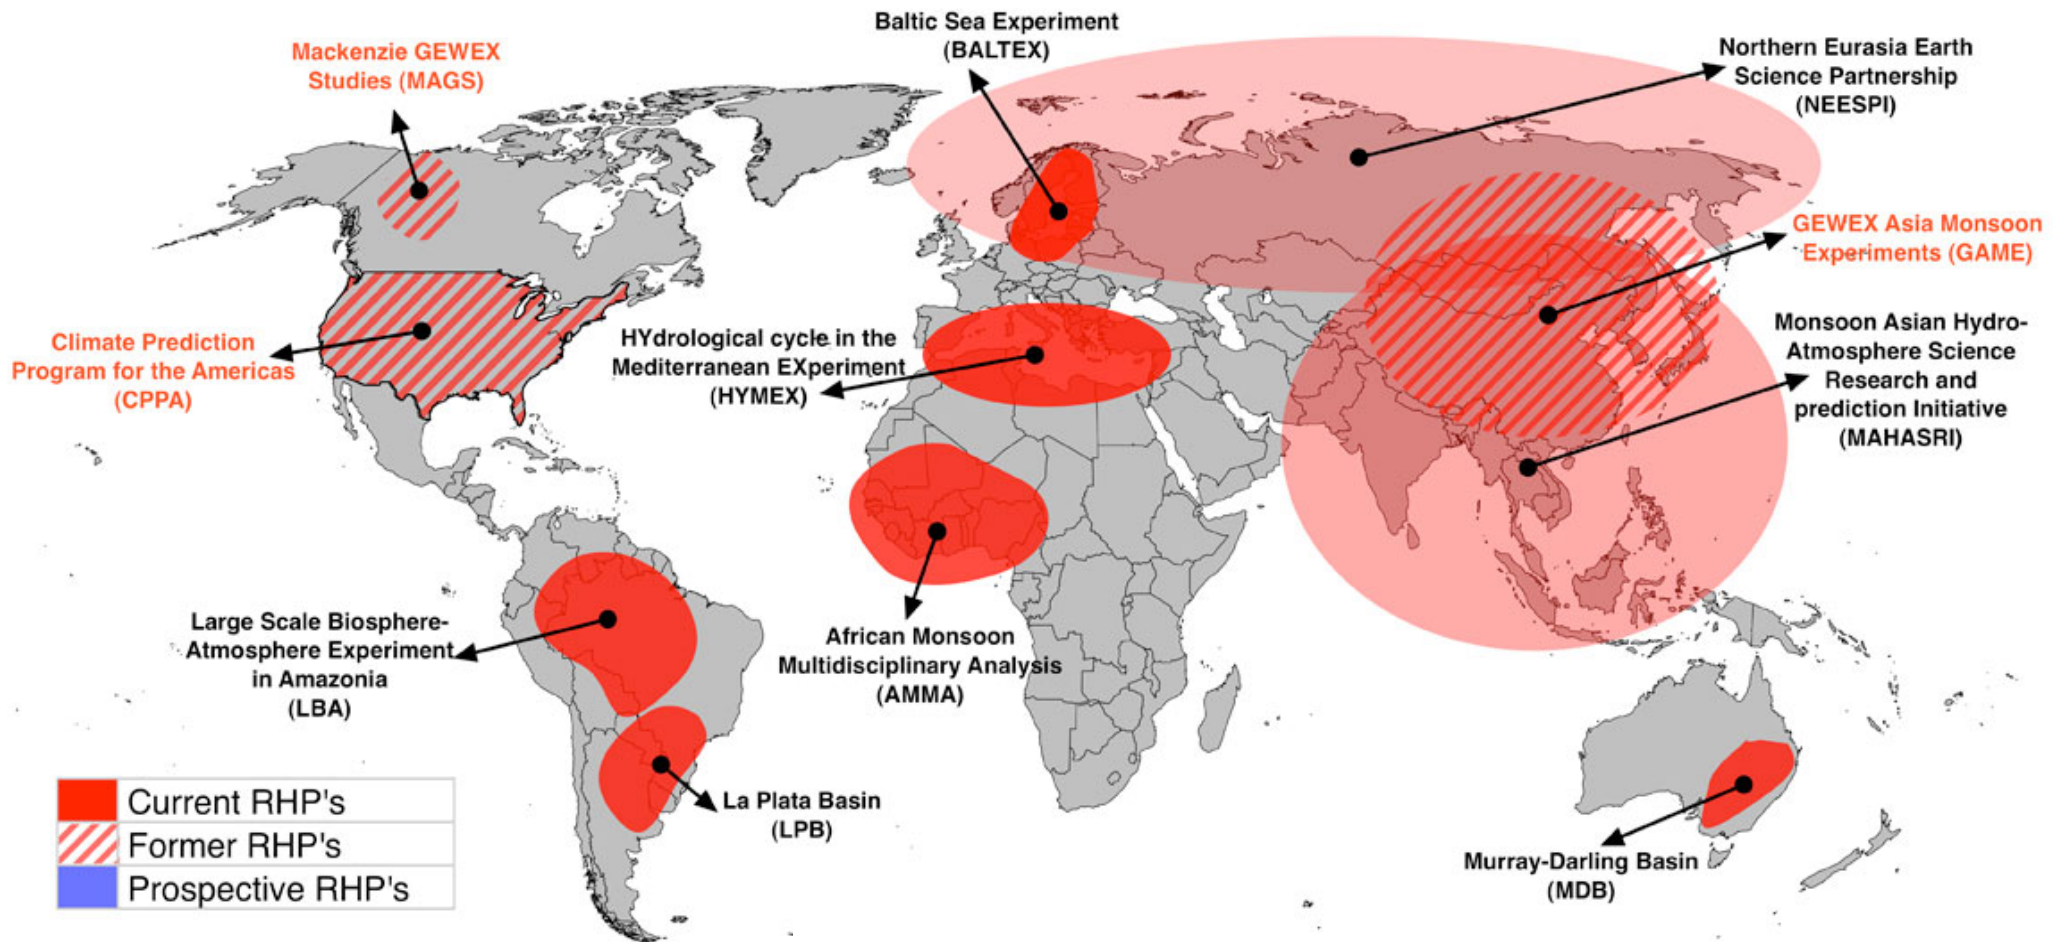 Baltic Sea Experiment
(BALTEX)
Mackenzie GEWEX
Studies (MAGS)
Northern Eurasia Earth
Science Partnership
(NEESPI)
GEWEX Asia Monsoon
Experiments (GAME)
Climate Prediction
Program for the Americas
(CPPA)
HYdrological cycle in the
Mediterranean EXperiment
(HYMEX)
Monsoon Asian Hydro-
Atmosphere Science
Research and
prediction Initiative
(MAHASRI)
Large Scale Biosphere-
Atmosphere Experiment
in Amazonia
(LBA)
African Monsoon
Multidisciplinary Analysis
(AMMA)
La Plata Basin
(LPB)
Murray-Darling Basin
(MDB)
Current RHP's
Former RHP's
Prospective RHP's